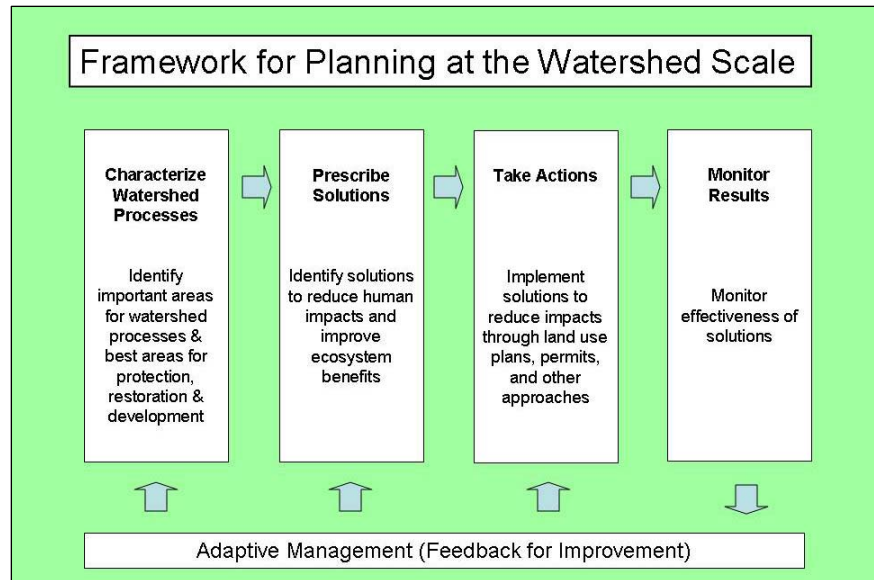 Framework for Planning at the Watershed Scale
Characterize
Watershed
Processes
Identify
important areas
for watershed
processes &
best areas for
protection,
restoration &
development
Prescribe
Solutions
Identify solutions
to reduce human
impacts and
improve
ecosystem
benefits
Take Actions
Implement
solutions to
reduce impacts
through land use
plans, permits,
and other
approaches
Monitor
Results
Monitor
effectiveness of
solutions
Adaptive Management (Feedback for Improvement)